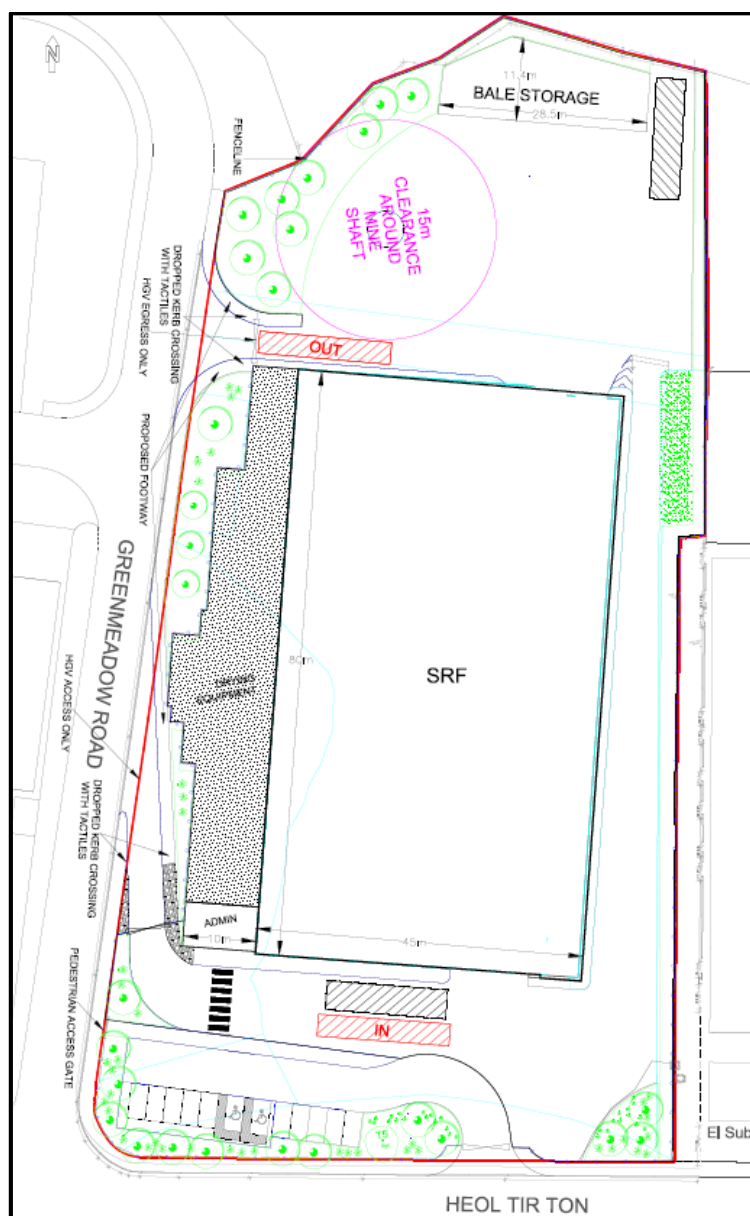 N
11.4m
BALE STORAGE
28.5m
FENCELINE
15m
CLEARANCE
AROUND
MINE
SHAFT
DROPPED KERB CROSSING
WITH TACTILES
HGV EGRESS ONLY
OUT
PROPOSED FOOTWAY
GREENMEADOW ROAD
80m
SRF
EQUIPMENT
HGV ACCESS ONLY
DROPPED KERB CROSSING
WITH TACTILES
ADMIN
10m
45m
IN
PEDESTRIAN ACCESS GATE
El Sub
HEOL TIR TON